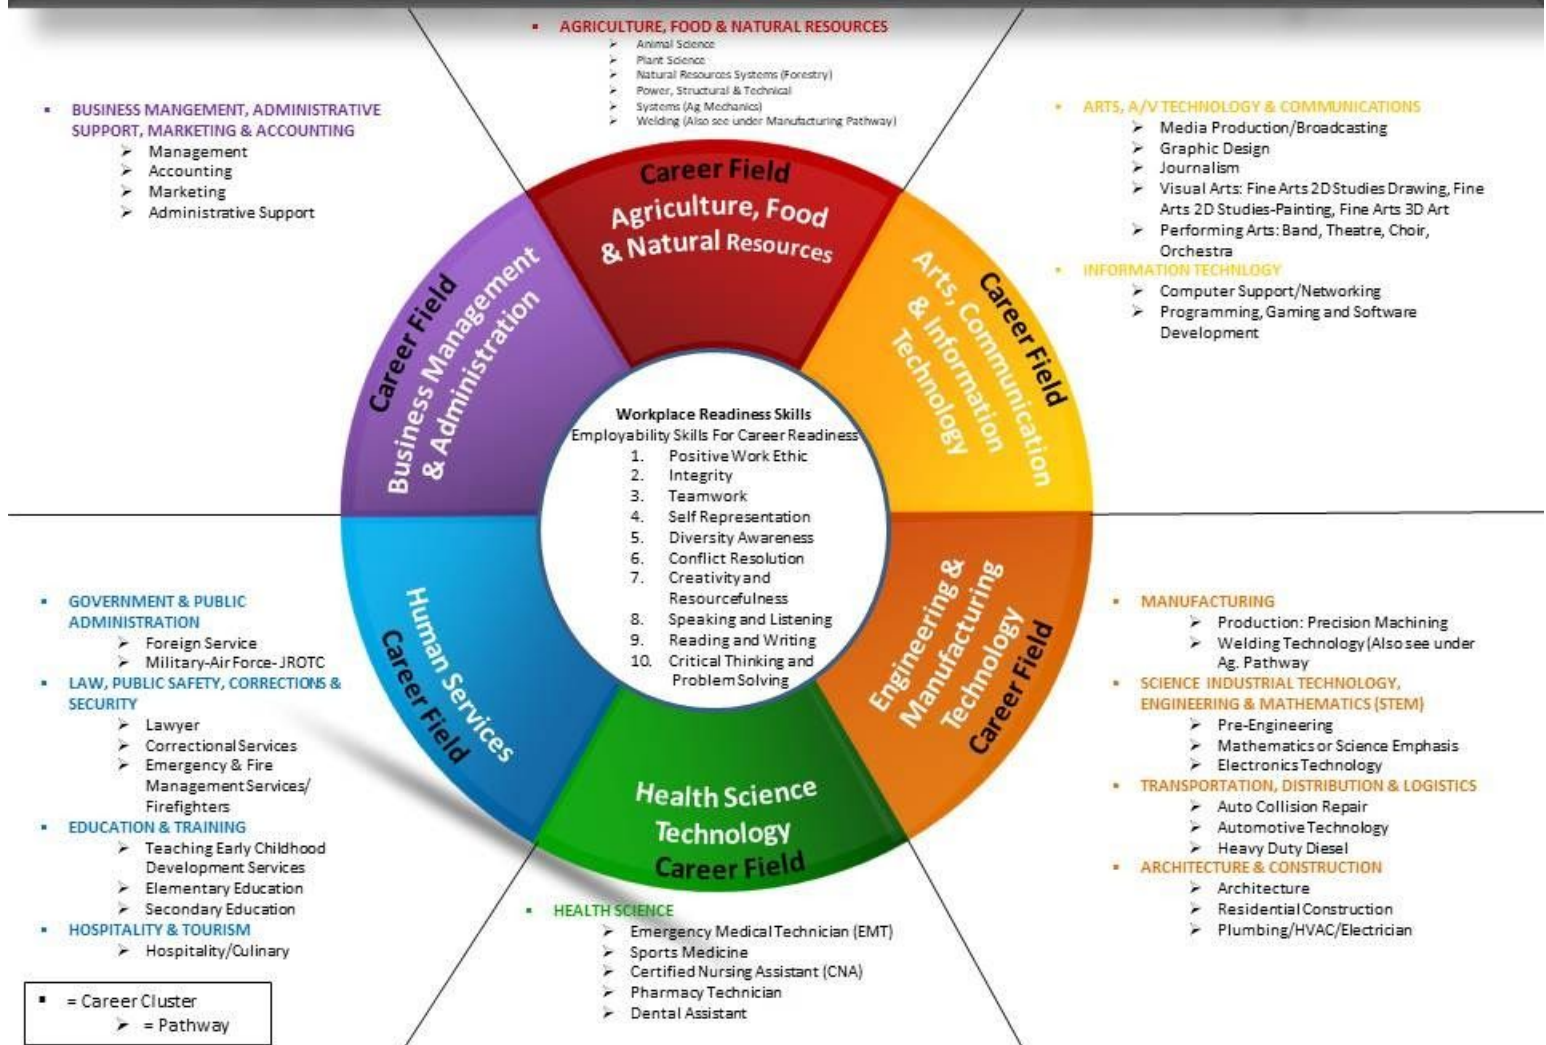 ▪ AGRICULTURE, FOOD & NATURAL RESOURCES
➢ Animal Science
➢ Plant Science
➢ Natural Resources Systems (Forestry)
➢ Power, Structural & Technical
➢ Systems (Ag Mechanics)
➢ Welding (Also see under Manufacturing Pathway)
▪ BUSINESS MANGEMENT, ADMINISTRATIVE
SUPPORT, MARKETING & ACCOUNTING
➢ Management
➢ Accounting
➢ Marketing
➢ Administrative Support
▪ ARTS, A/V TECHNOLOGY & COMMUNICATIONS
➢ Media Production/Broadcasting
➢ Graphic Design
➢ Journalism
➢ Visual Arts: Fine Arts 2D Studies Drawing, Fine
Arts 2D Studies-Painting, Fine Arts 3D Art
➢ Performing Arts: Band, Theatre, Choir,
Orchestra
▪ INFORMATION TECHNLOGY
➢ Computer Support/Networking
➢ Programming, Gaming and Software
Development
Career Field
Agriculture, Food
& Natural Resources
Career Field
Business Management
& Administration
Career Field
Arts, Communication
& Information
Technology
Workplace Readiness Skills
Employability Skills For Career Readiness
1. Positive Work Ethic
2. Integrity
3. Teamwork
4. Self Representation
5. Diversity Awareness
6. Conflict Resolution
7. Creativity and
Resourcefulness
8. Speaking and Listening
9. Reading and Writing
10. Critical Thinking and
Problem Solving
Human Services
Career Field
Engineering &
Manufacturing
Technology
Career Field
Health Science
Technology
Career Field
▪ GOVERNMENT & PUBLIC
ADMINISTRATION
➢ Foreign Service
➢ Military-Air Force- JROTC
▪ LAW, PUBLIC SAFETY, CORRECTIONS &
SECURITY
➢ Lawyer
➢ Correctional Services
➢ Emergency & Fire
Management Services/
Firefighters
▪ EDUCATION & TRAINING
➢ Teaching Early Childhood
Development Services
➢ Elementary Education
➢ Secondary Education
▪ HOSPITALITY & TOURISM
➢ Hospitality/Culinary
▪ MANUFACTURING
➢ Production: Precision Machining
➢ Welding Technology (Also see under
Ag. Pathway
▪ SCIENCE INDUSTRIAL TECHNOLOGY,
ENGINEERING & MATHEMATICS (STEM)
➢ Pre-Engineering
➢ Mathematics or Science Emphasis
➢ Electronics Technology
▪ TRANSPORTATION, DISTRIBUTION & LOGISTICS
➢ Auto Collision Repair
➢ Automotive Technology
➢ Heavy Duty Diesel
▪ ARCHITECTURE & CONSTRUCTION
➢ Architecture
➢ Residential Construction
➢ Plumbing/HVAC/Electrician
▪ HEALTH SCIENCE
➢ Emergency Medical Technician (EMT)
➢ Sports Medicine
➢ Certified Nursing Assistant (CNA)
➢ Pharmacy Technician
➢ Dental Assistant
▪ = Career Cluster
➢ = Pathway